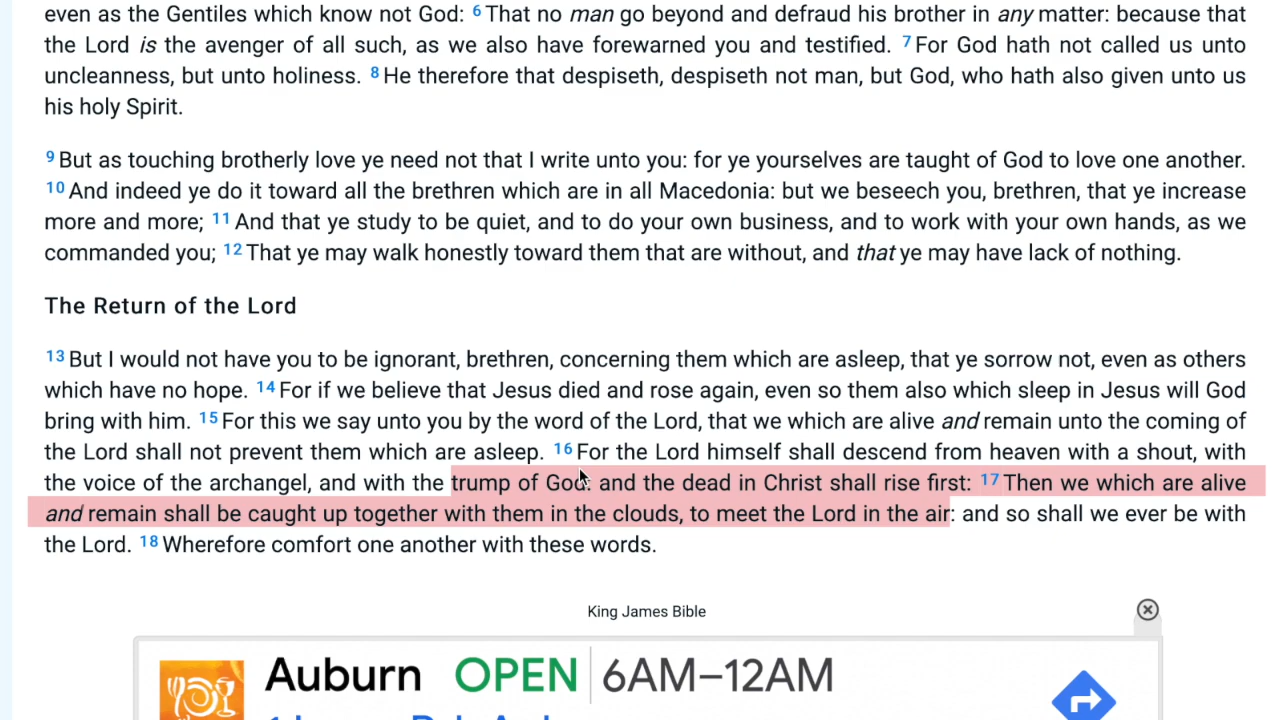 even as the Gentiles which know not God: 6 That no man go beyond and defraud his brother in any matter: because that
the Lord is the avenger of all such, as we also have forewarned you and testified. 7 For God hath not called us unto
uncleanness, but unto holiness. 8 He therefore that despiseth, despiseth not man, but God, who hath also given unto us
his holy Spirit.
9 But as touching brotherly love ye need not that I write unto you: for ye yourselves are taught of God to love one another.
10 And indeed ye do it toward all the brethren which are in all Macedonia: but we beseech you, brethren, that ye increase
more and more; 11 And that ye study to be quiet, and to do your own business, and to work with your own hands, as we
commanded you; 12 That ye may walk honestly toward them that are without, and that ye may have lack of nothing.
The Return of the Lord
13 But I would not have you to be ignorant, brethren, concerning them which are asleep, that ye sorrow not, even as others
which have no hope. 14 For if we believe that Jesus died and rose again, even so them also which sleep in Jesus will God
bring with him. 15 For this we say unto you by the word of the Lord, that we which are alive and remain unto the coming of
the Lord shall not prevent them which are asleep. 16 For the Lord himself shall descend from heaven with a shout, with
the voice of the archangel, and with the trump of God: and the dead in Christ shall rise first: 17 Then we which are alive
and remain shall be caught up together with them in the clouds, to meet the Lord in the air: and so shall we ever be with
the Lord. 18 Wherefore comfort one another with these words.
King James Bible
Auburn OPEN 6AM–12AM